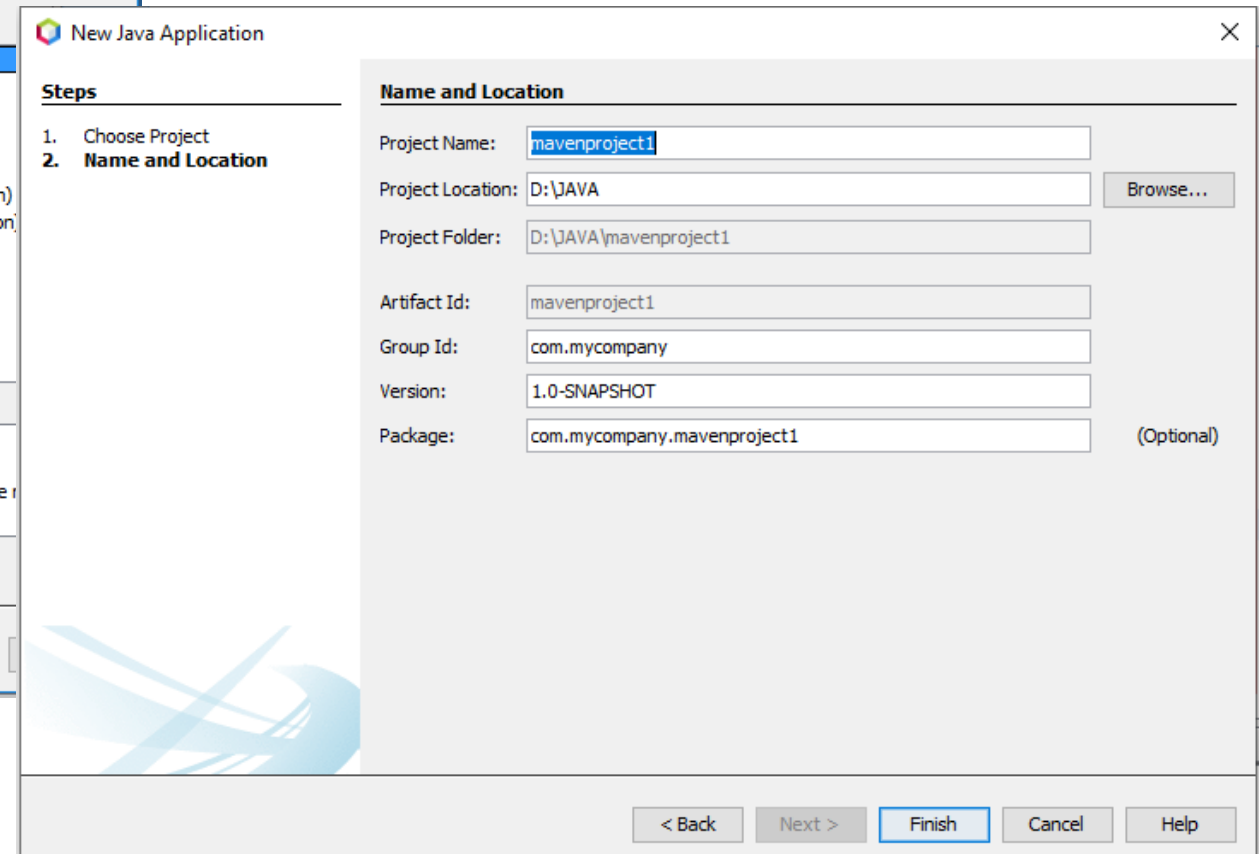 New Java Application
Steps
1. Choose Project
2. Name and Location
Name and Location
Project Name: mavenproject1
Project Location: D:\JAVA Browse...
Project Folder: D:\JAVA\mavenproject1
Artifact Id: mavenproject1
Group Id: com.mycompany
Version: 1.0-SNAPSHOT
Package: com.mycompany.mavenproject1 (Optional)
< Back Next > Finish Cancel Help